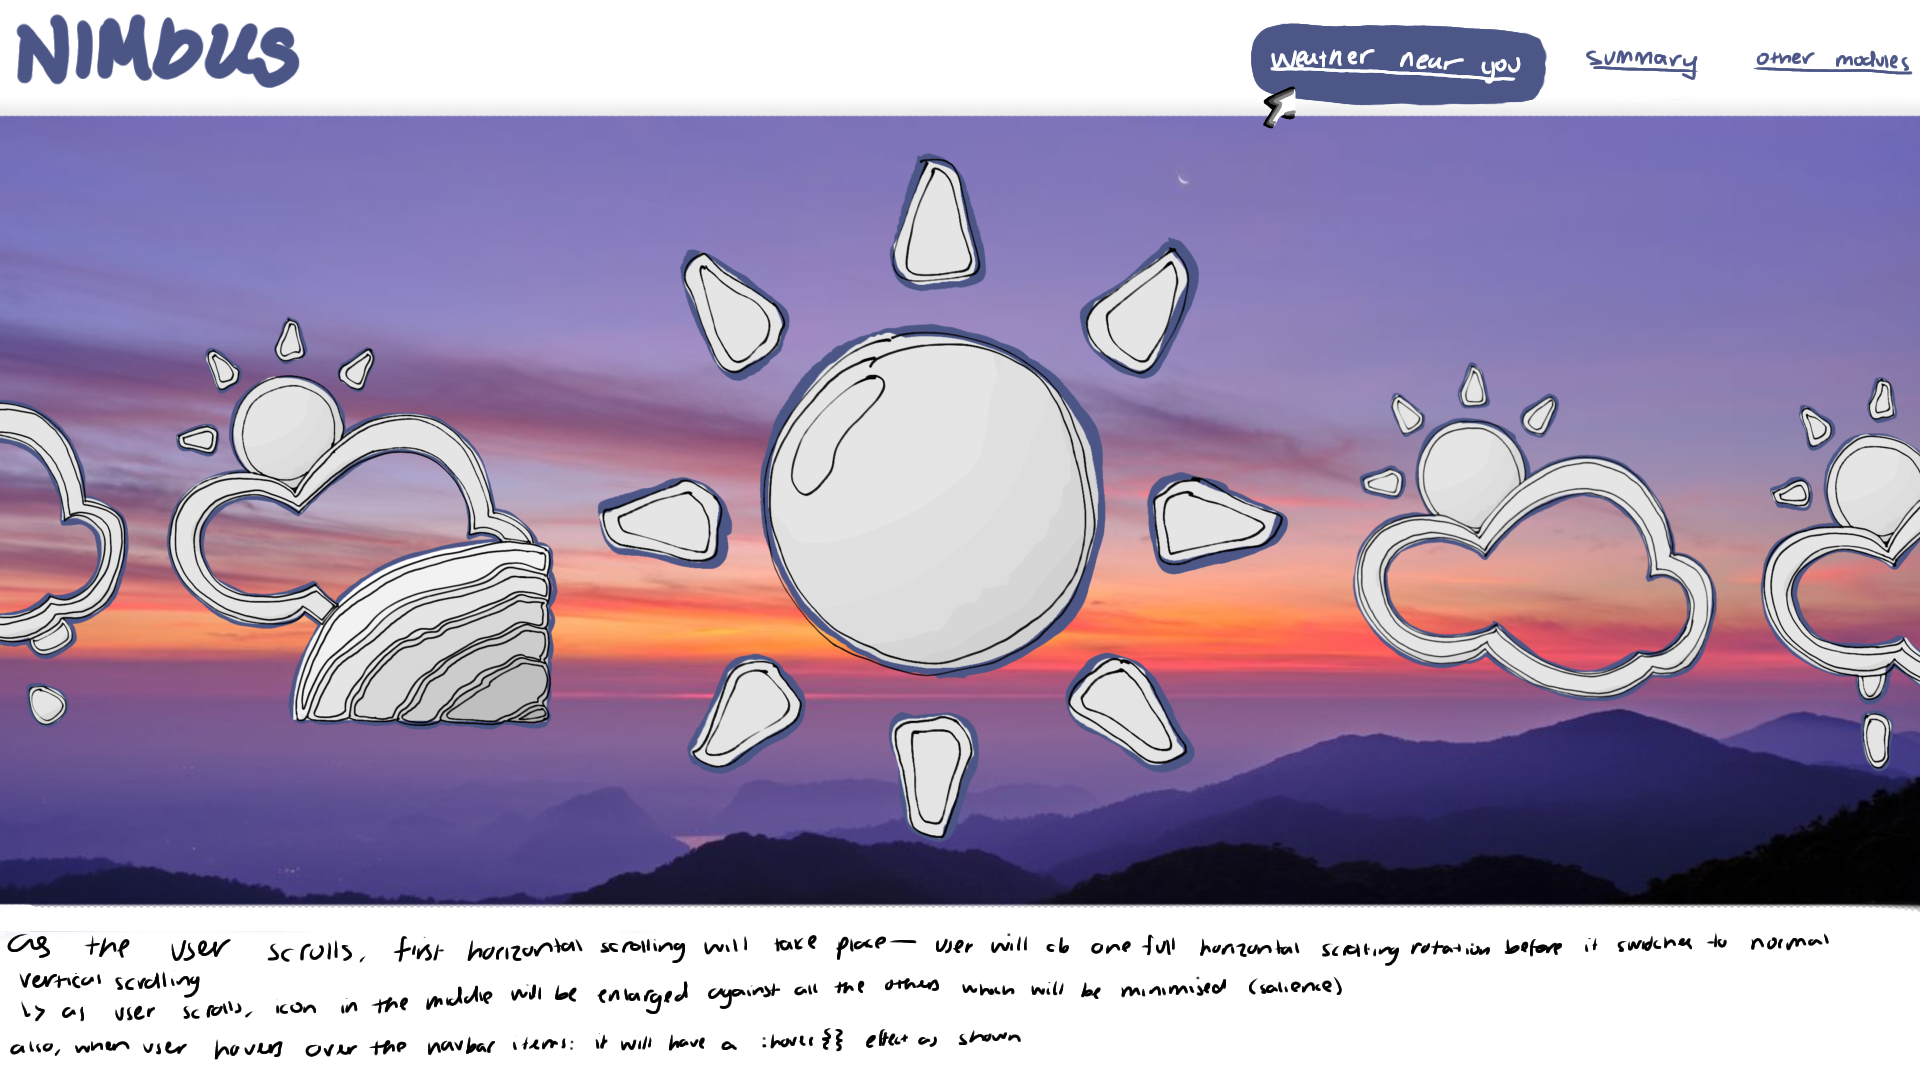 NIMbUS
weather near you
summary
other modules
as the user scrolls, first horizontal scrolling will take place— user will do one full horizontal scrolling rotation before it switches to normal
vertical scrolling
↳ as user scrolls, icon in the middle will be enlarged against all the others which will be minimised (salience)
also, when user hovers over the navbar items: it will have a :hover{} effect as shown